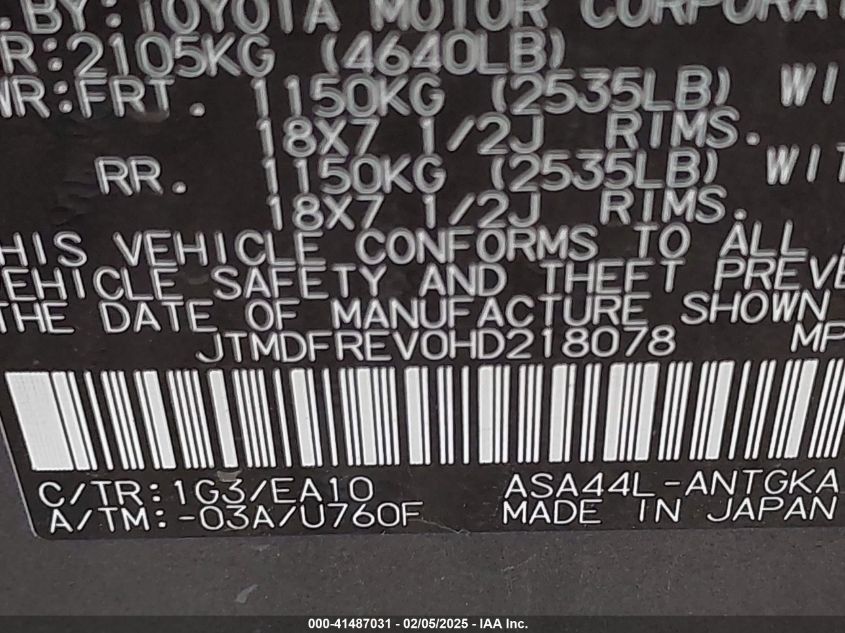 .BY: TOYOTA MOTOR CORPORA
R: 2105KG (4640LB)
WR: FRT. 1150KG (2535LB) WI
18X7 1/2J RIMS.
RR. 1150KG (2535LB) WIT
18X7 1/2J RIMS.
HIS VEHICLE CONFORMS TO ALL
EHICLE SAFETY AND THEFT PREVE
THE DATE OF MANUFACTURE SHOWN
JTMDFREV0HD218078 MP
C/TR: 1G3/EA10 ASA44L-ANTGKA
A/TM: -03A/U760F MADE IN JAPAN
000-41487031 - 02/05/2025 - IAA Inc.